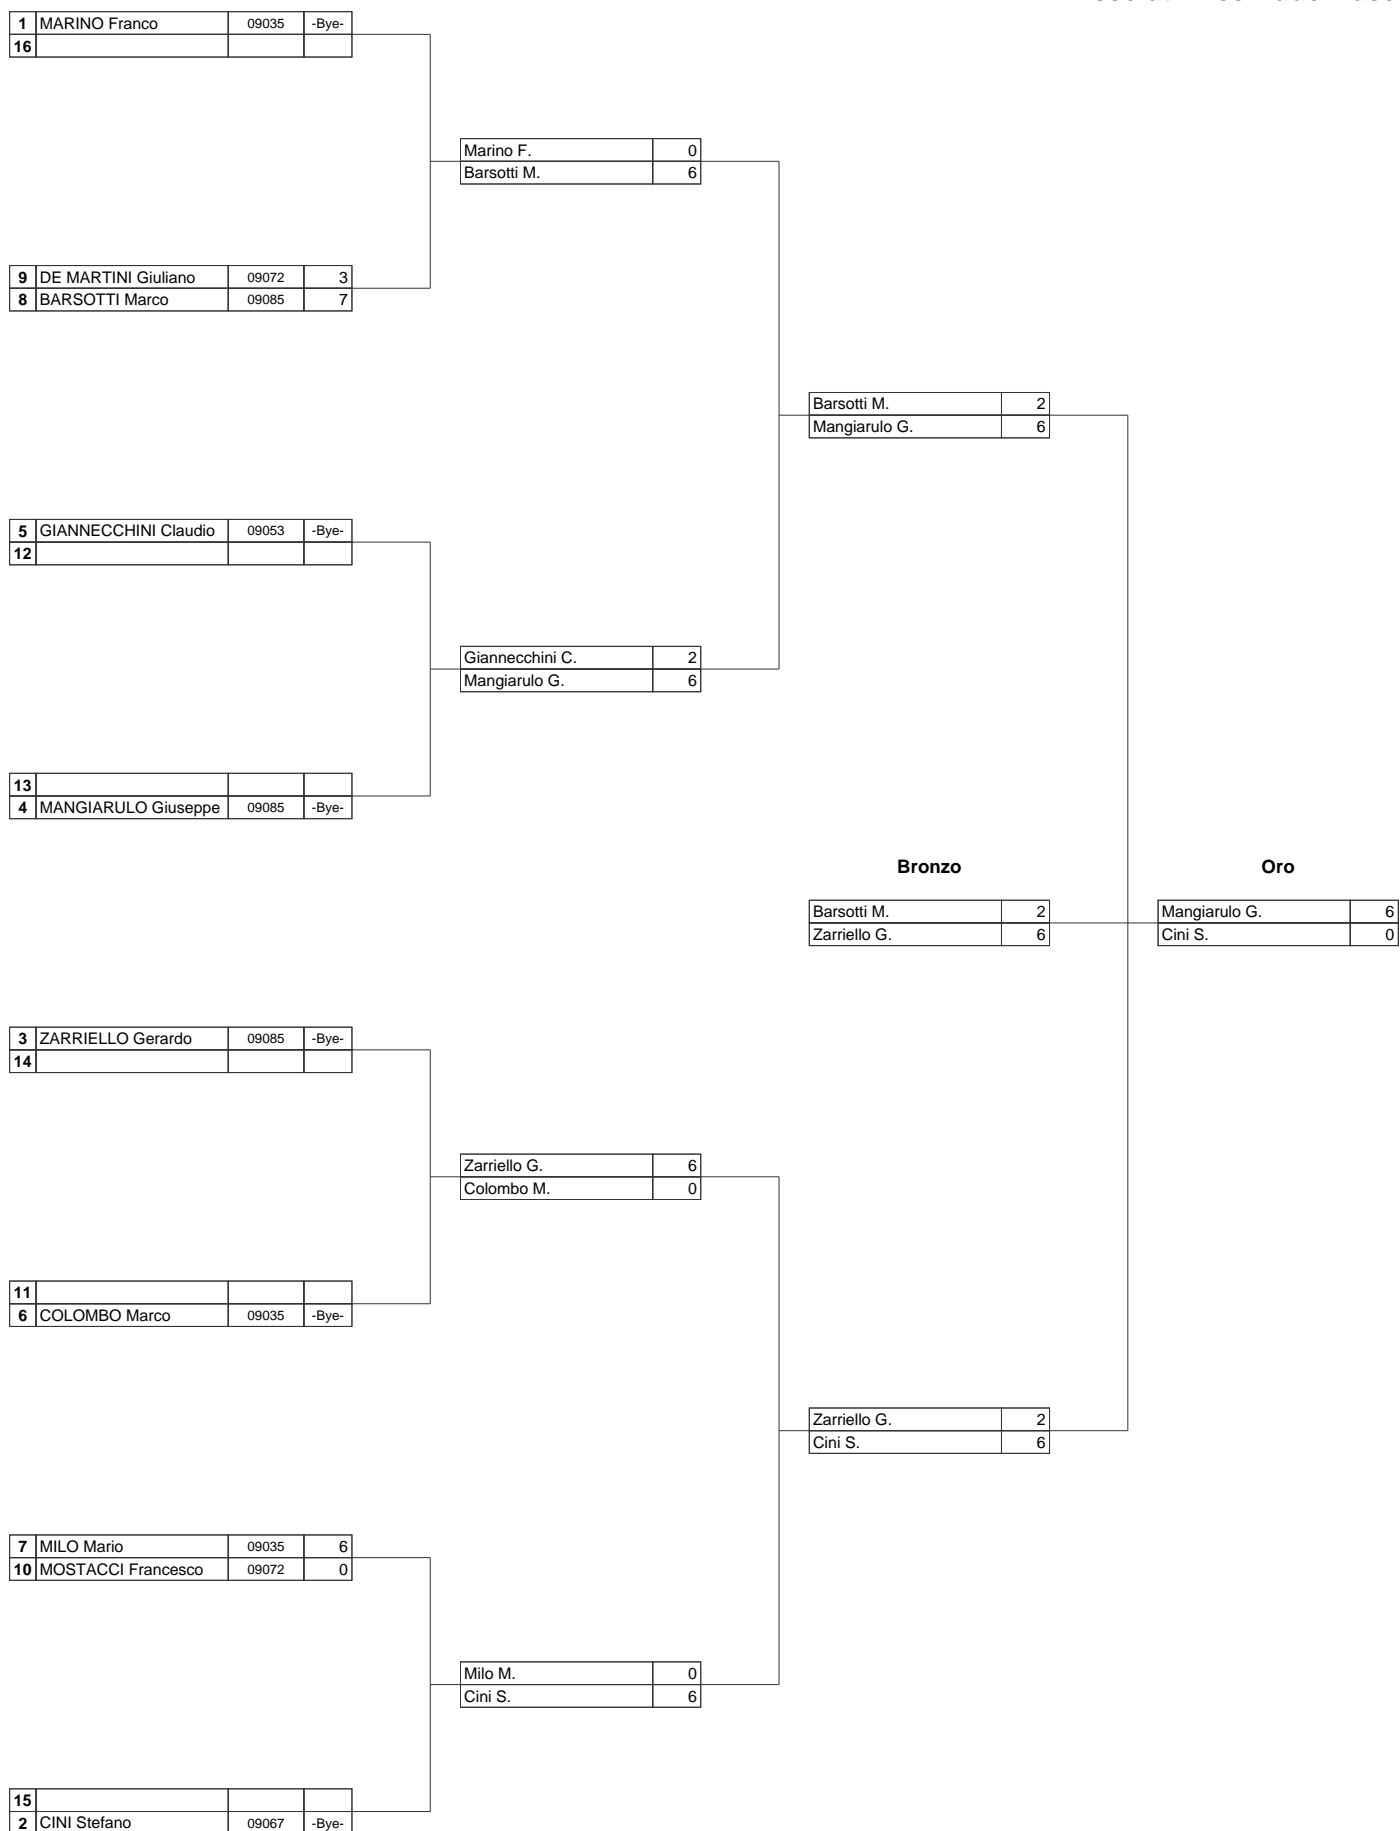 1 MARINO Franco 09035 -Bye-
16
Marino F. 0
Barsotti M. 6
9 DE MARTINI Giuliano 09072 3
8 BARSOTTI Marco 09085 7
Barsotti M. 2
Mangiarulo G. 6
5 GIANNECCHINI Claudio 09053 -Bye-
12
Giannecchini C. 2
Mangiarulo G. 6
13
4 MANGIARULO Giuseppe 09085 -Bye-
Bronzo Oro
Barsotti M. 2 Mangiarulo G. 6
Zarriello G. 6 Cini S. 0
3 ZARRIELLO Gerardo 09085 -Bye-
14
Zarriello G. 6
Colombo M. 0
11
6 COLOMBO Marco 09035 -Bye-
Zarriello G. 2
Cini S. 6
7 MILO Mario 09035 6
10 MOSTACCI Francesco 09072 0
Milo M. 0
Cini S. 6
15
2 CINI Stefano 09067 -Bye-